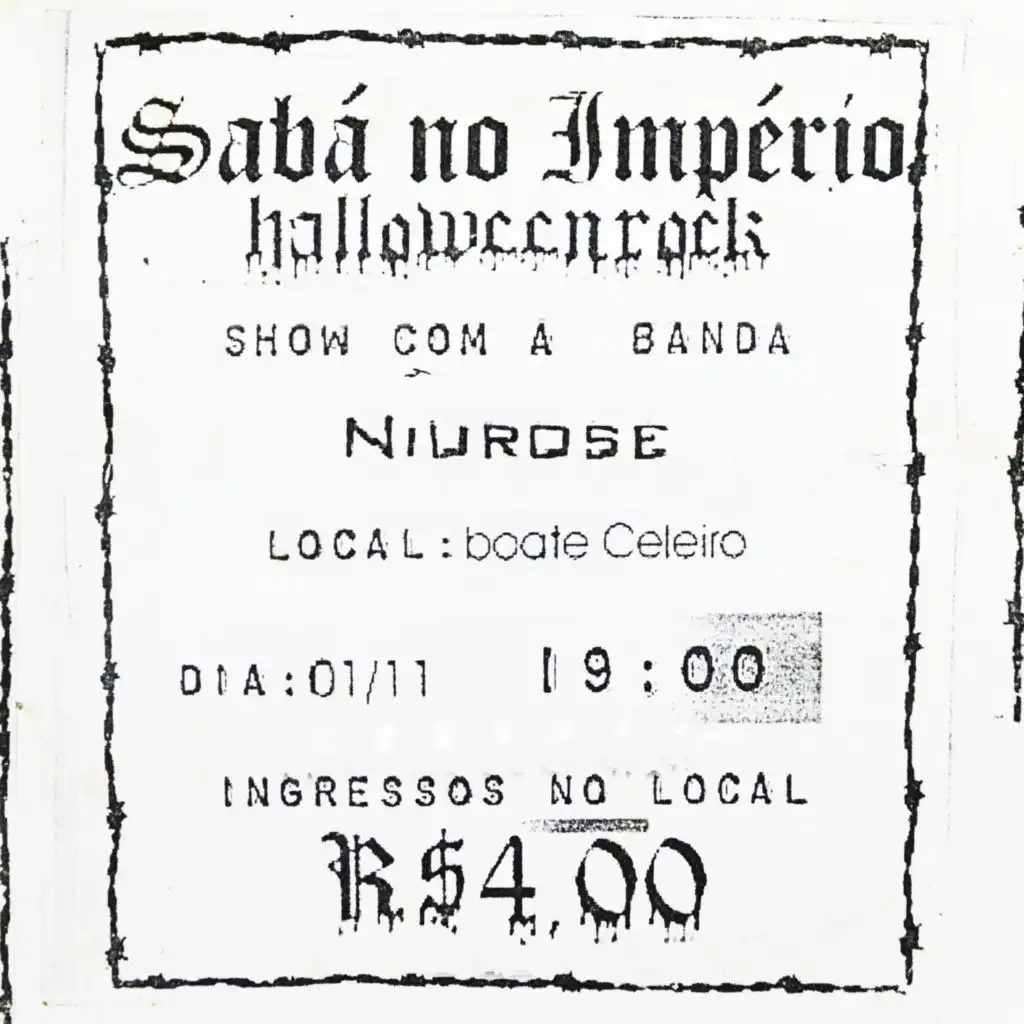 Sabá no Império
halloweenrock
SHOW COM A BANDA
NIUROSE
LOCAL: boate Celeiro
DIA: 01/11 19:00
INGRESSOS NO LOCAL
R$4,00